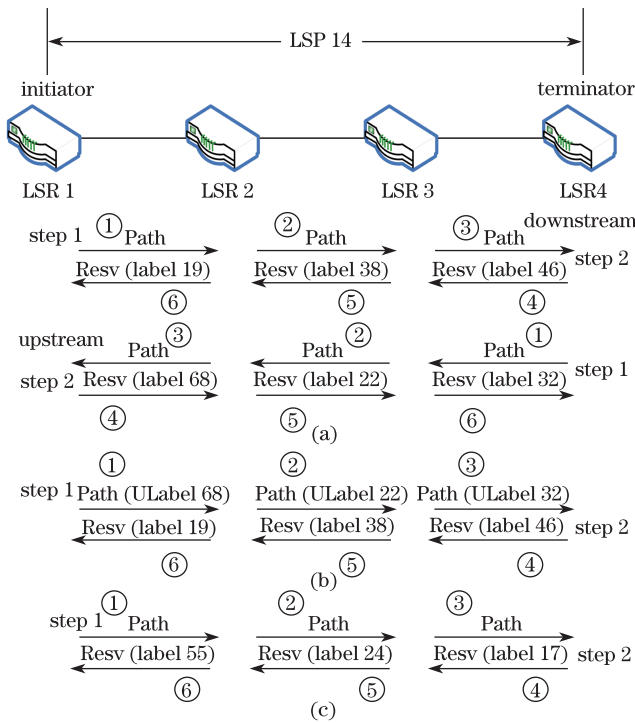 LSP 14
initiator terminator
LSR 1 LSR 2 LSR 3 LSR4
downstream
① ② ③
step 1 Path Path Path
Resv (label 19) Resv (label 38) Resv (label 46) step 2
⑥ ⑤ ④
upstream ③ ② ①
Path Path Path
step 2 Resv (label 68) Resv (label 22) Resv (label 32) step 1
④ ⑤ ⑥
(a)
① ② ③
step 1 Path (ULabel 68) Path (ULabel 22) Path (ULabel 32)
Resv (label 19) Resv (label 38) Resv (label 46) step 2
⑥ ⑤ ④
(b)
① ② ③
step 1 Path Path Path
Resv (label 55) Resv (label 24) Resv (label 17) step 2
⑥ ⑤ ④
(c)